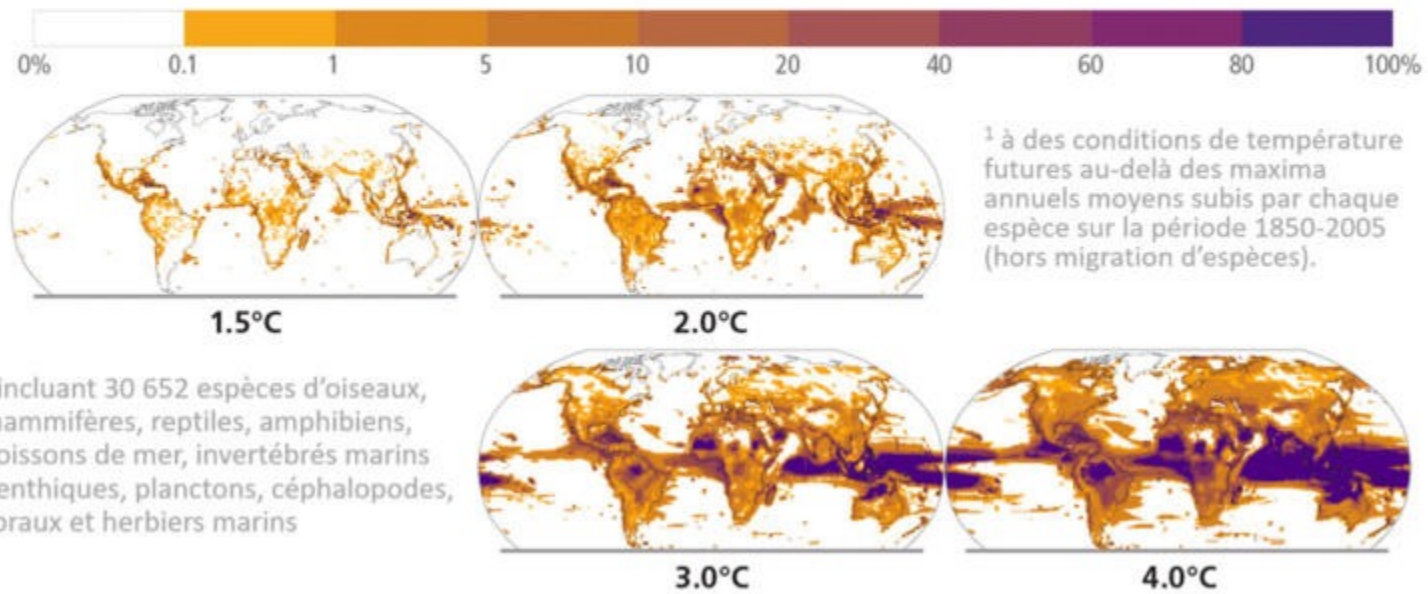 0% 0.1 1 5 10 20 40 60 80 100%
1 à des conditions de température
futures au-delà des maxima
annuels moyens subis par chaque
espèce sur la période 1850-2005
(hors migration d'espèces).
1.5°C 2.0°C
incluant 30 652 espèces d'oiseaux,
ammifères, reptiles, amphibiens,
oissons de mer, invertébrés marins
enthiques, planctons, céphalopodes,
oraux et herbiers marins
3.0°C 4.0°C